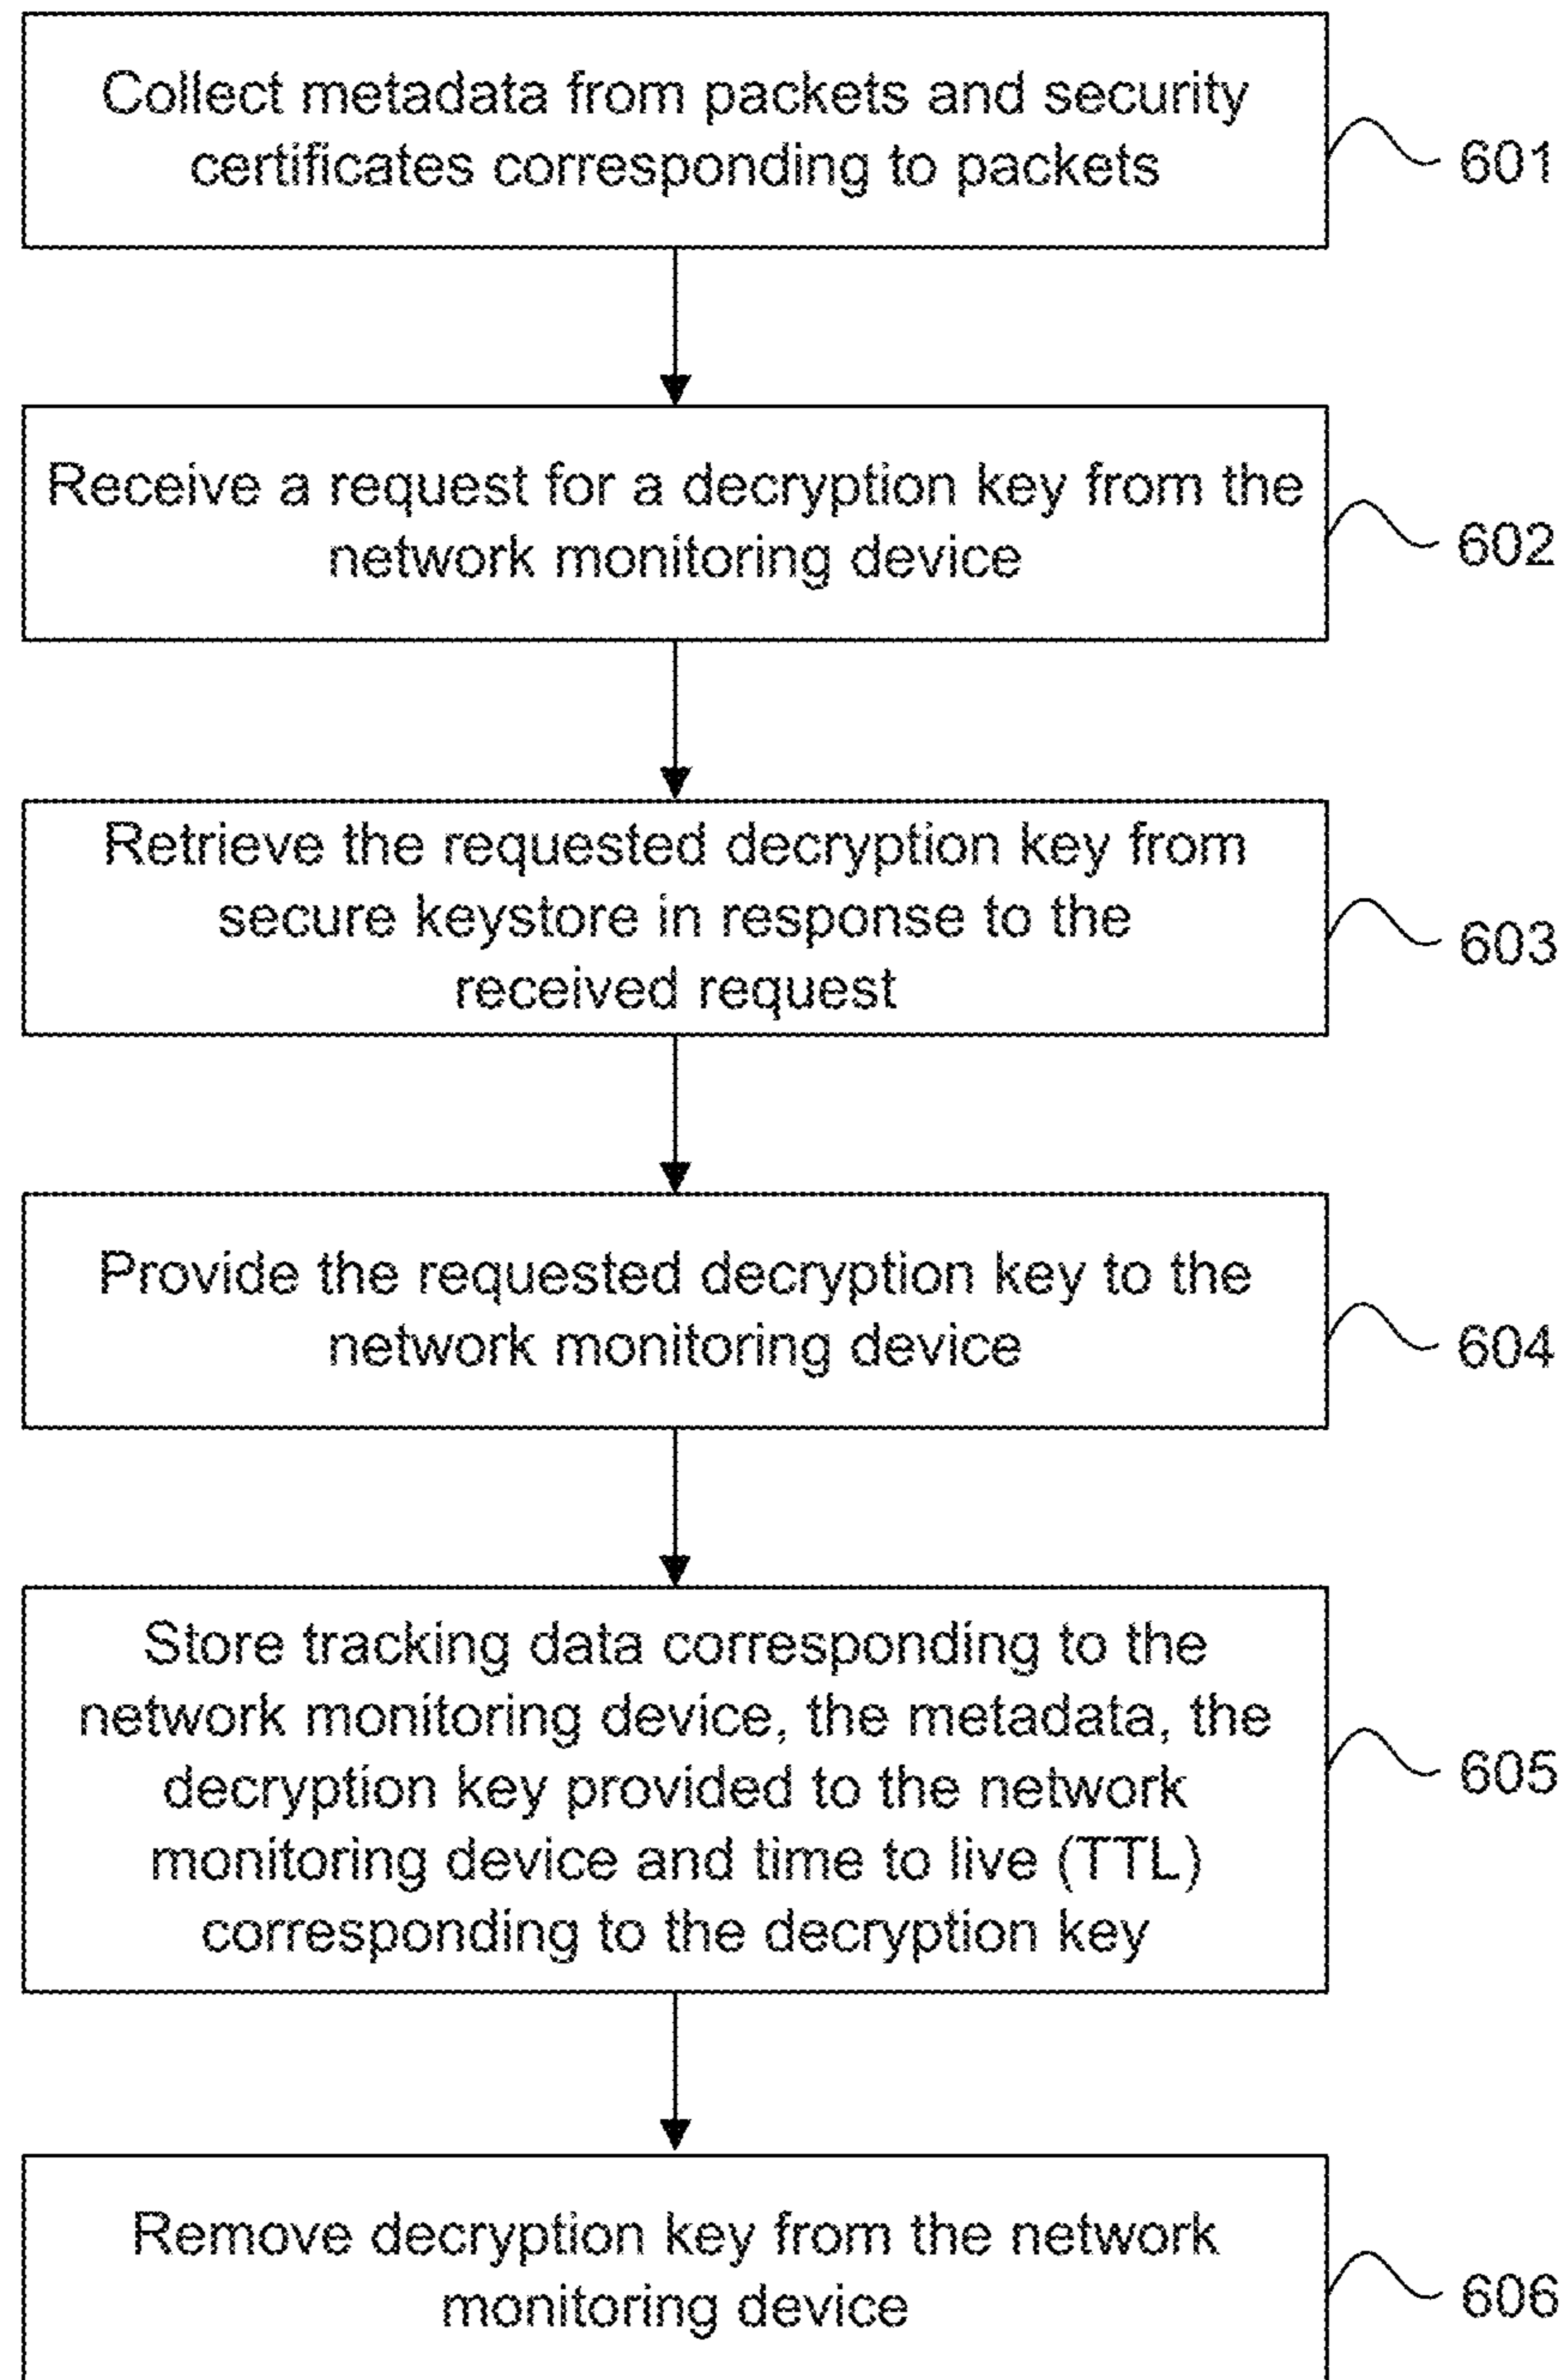 Collect metadata from packets and security
certificates corresponding to packets
601
Receive a request for a decryption key from the
network monitoring device
602
Retrieve the requested decryption key from
secure keystore in response to the
received request
603
Provide the requested decryption key to the
network monitoring device
604
Store tracking data corresponding to the
network monitoring device, the metadata, the
decryption key provided to the network
monitoring device and time to live (TTL)
corresponding to the decryption key
605
Remove decryption key from the network
monitoring device
606